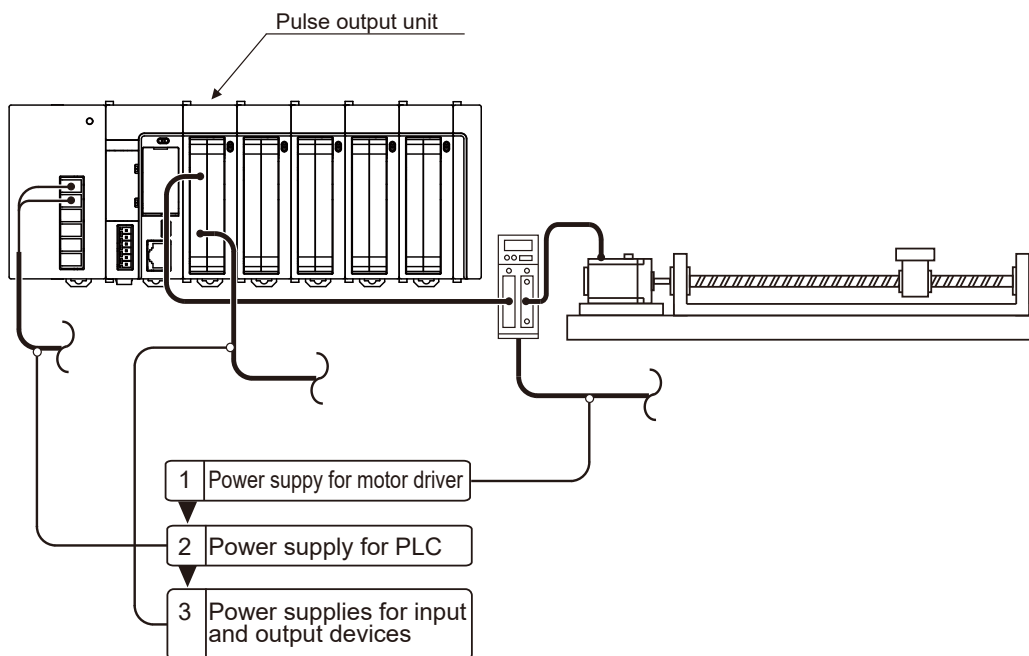 Pulse output unit
1 Power suppy for motor driver
2 Power supply for PLC
3 Power supplies for input
and output devices